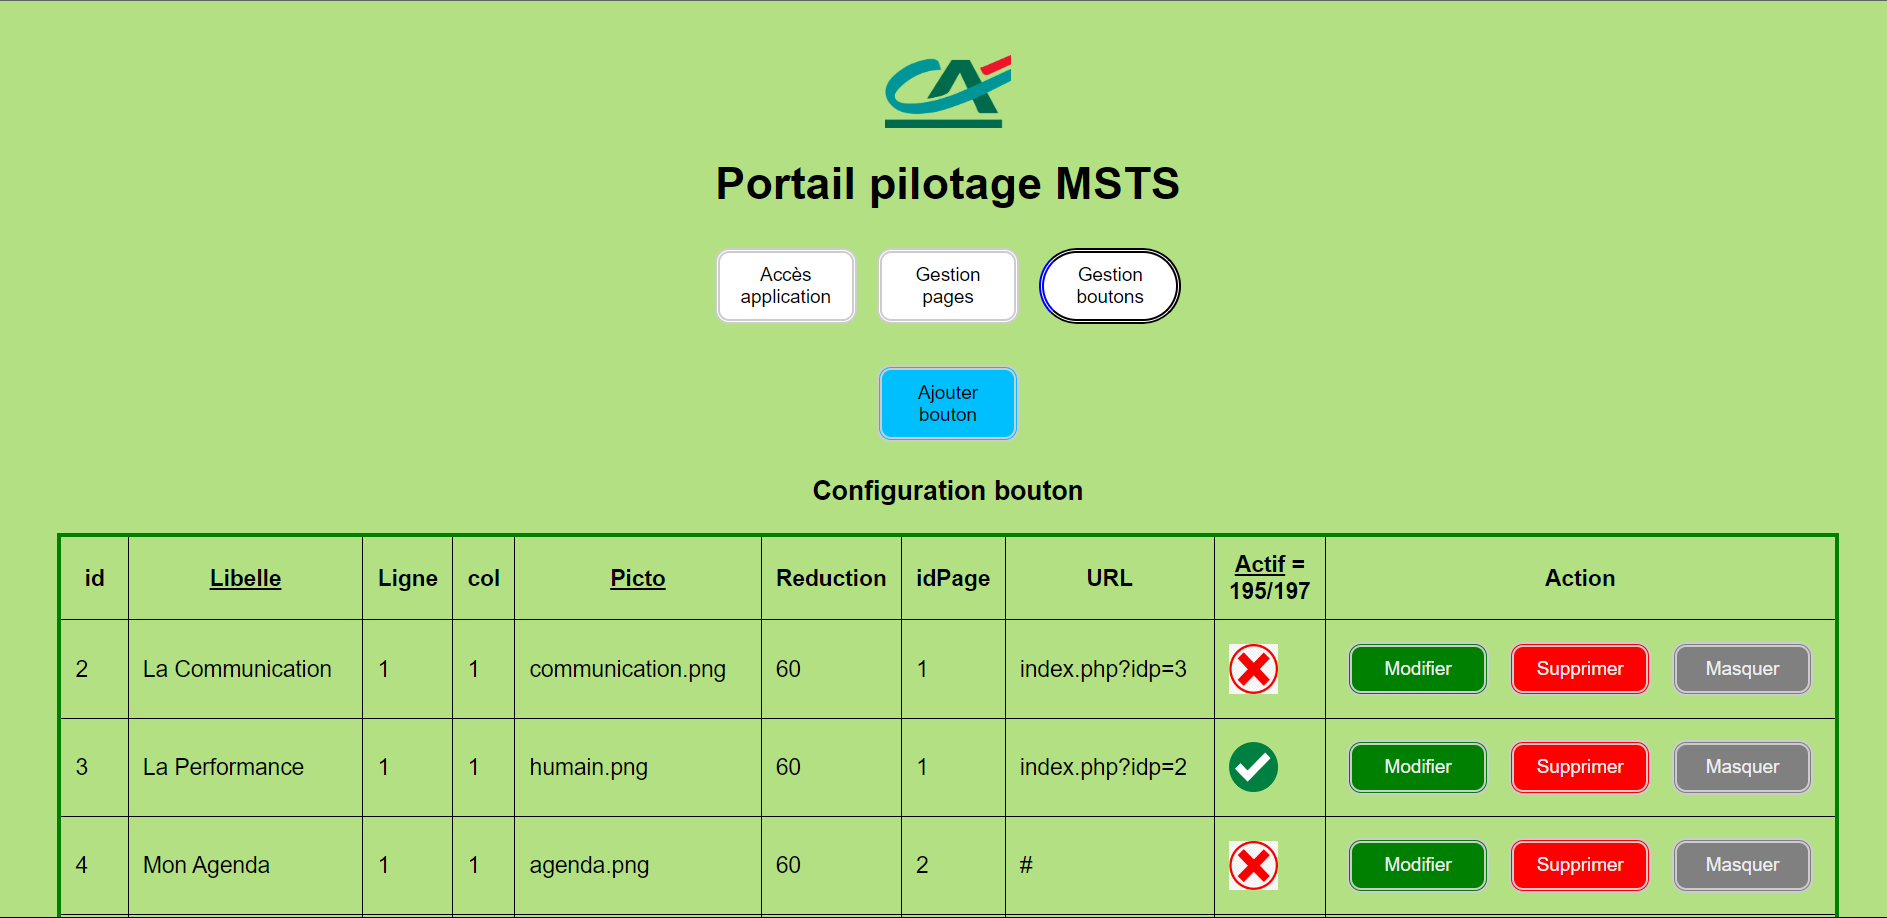 CA
Portail pilotage MSTS
Accès
application
Gestion
pages
Gestion
boutons
Ajouter
bouton
Configuration bouton
id Libelle Ligne col Picto Reduction idPage URL Actif = 195/197 Action
2 La Communication 1 1 communication.png 60 1 index.php?idp=3 Modifier Supprimer Masquer
3 La Performance 1 1 humain.png 60 1 index.php?idp=2 Modifier Supprimer Masquer
4 Mon Agenda 1 1 agenda.png 60 2 # Modifier Supprimer Masquer